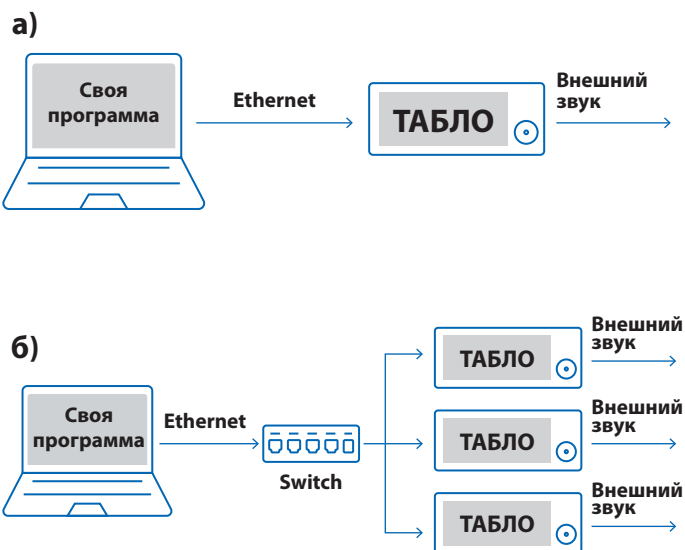 а)
Своя
программа
Ethernet
ТАБЛО
Внешний
звук
б)
Своя
программа
Ethernet
Switch
ТАБЛО
Внешний
звук
ТАБЛО
Внешний
звук
ТАБЛО
Внешний
звук